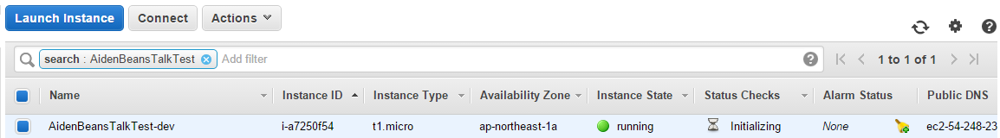 Launch Instance Connect Actions
search : AidenBeansTalkTest Add filter 1 to 1 of 1
Name Instance ID Instance Type Availability Zone Instance State Status Checks Alarm Status Public DNS
AidenBeansTalkTest-dev i-a7250f54 t1.micro ap-northeast-1a running Initializing None ec2-54-248-23